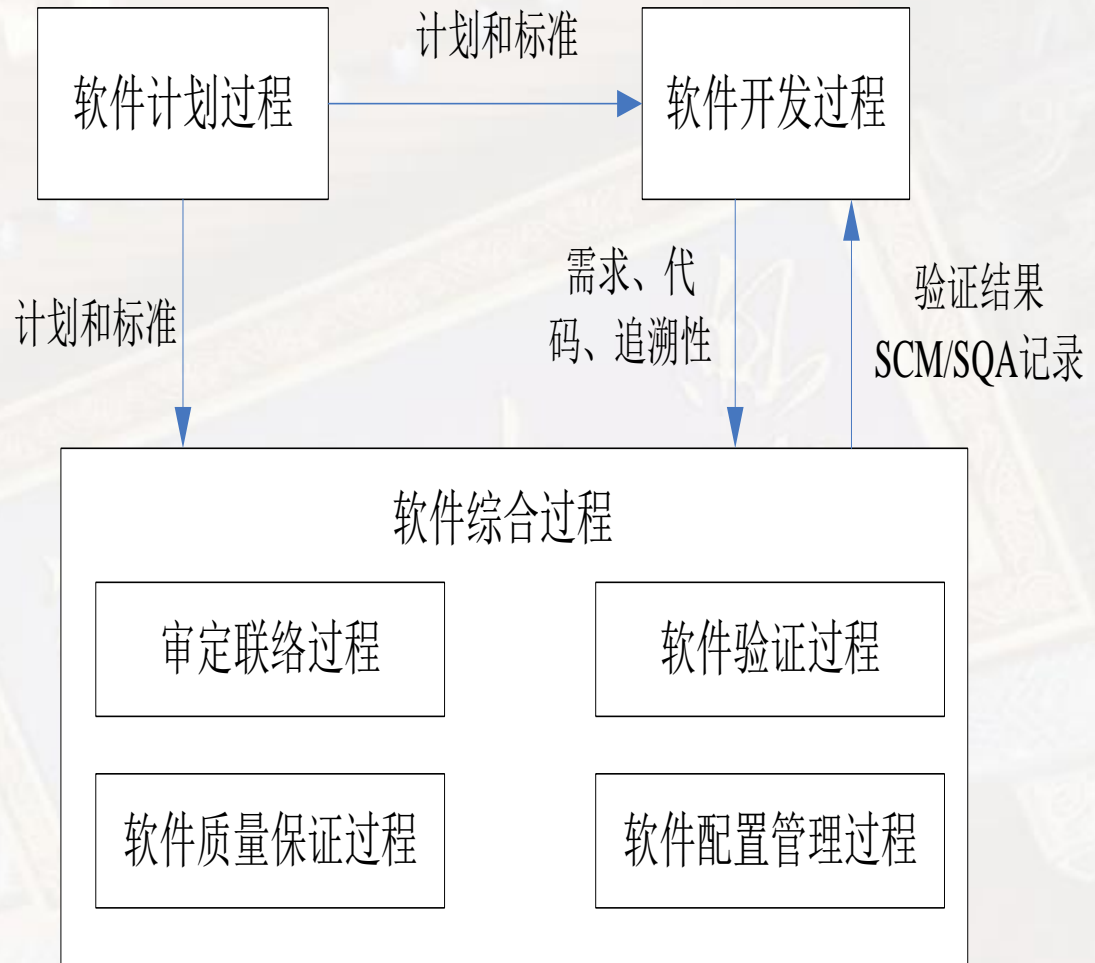 计划和标准
软件计划过程
软件开发过程
计划和标准
需求、代
码、追溯性
验证结果
SCM/SQA记录
软件综合过程
审定联络过程
软件验证过程
软件质量保证过程
软件配置管理过程